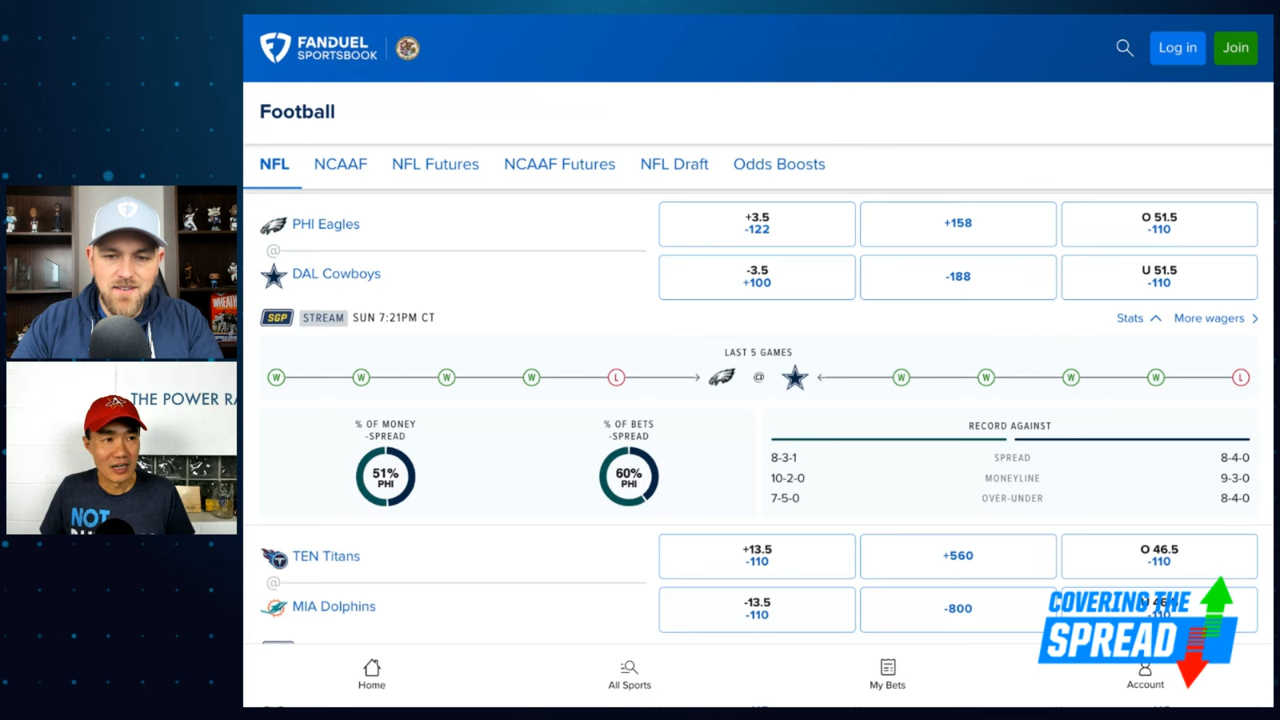 FANDUEL
SPORTSBOOK
Log in
Join
Football
NFL
NCAAF
NFL Futures
NCAAF Futures
NFL Draft
Odds Boosts
PHI Eagles
+3.5
-122
+158
O 51.5
-110
@
DAL Cowboys
-3.5
+100
-188
U 51.5
-110
SGP
STREAM
SUN 7:21PM CT
Stats
More wagers
LAST 5 GAMES
W
W
W
W
L
@
W
W
W
W
L
% OF MONEY
-SPREAD
51%
PHI
% OF BETS
-SPREAD
60%
PHI
RECORD AGAINST
8-3-1
SPREAD
8-4-0
10-2-0
MONEYLINE
9-3-0
7-5-0
OVER-UNDER
8-4-0
TEN Titans
+13.5
-110
+560
O 46.5
-110
@
MIA Dolphins
-13.5
-110
-800
COVERING THE
SPREAD
Home
All Sports
My Bets
Account
THE POWER RA
NOT
WHEATI